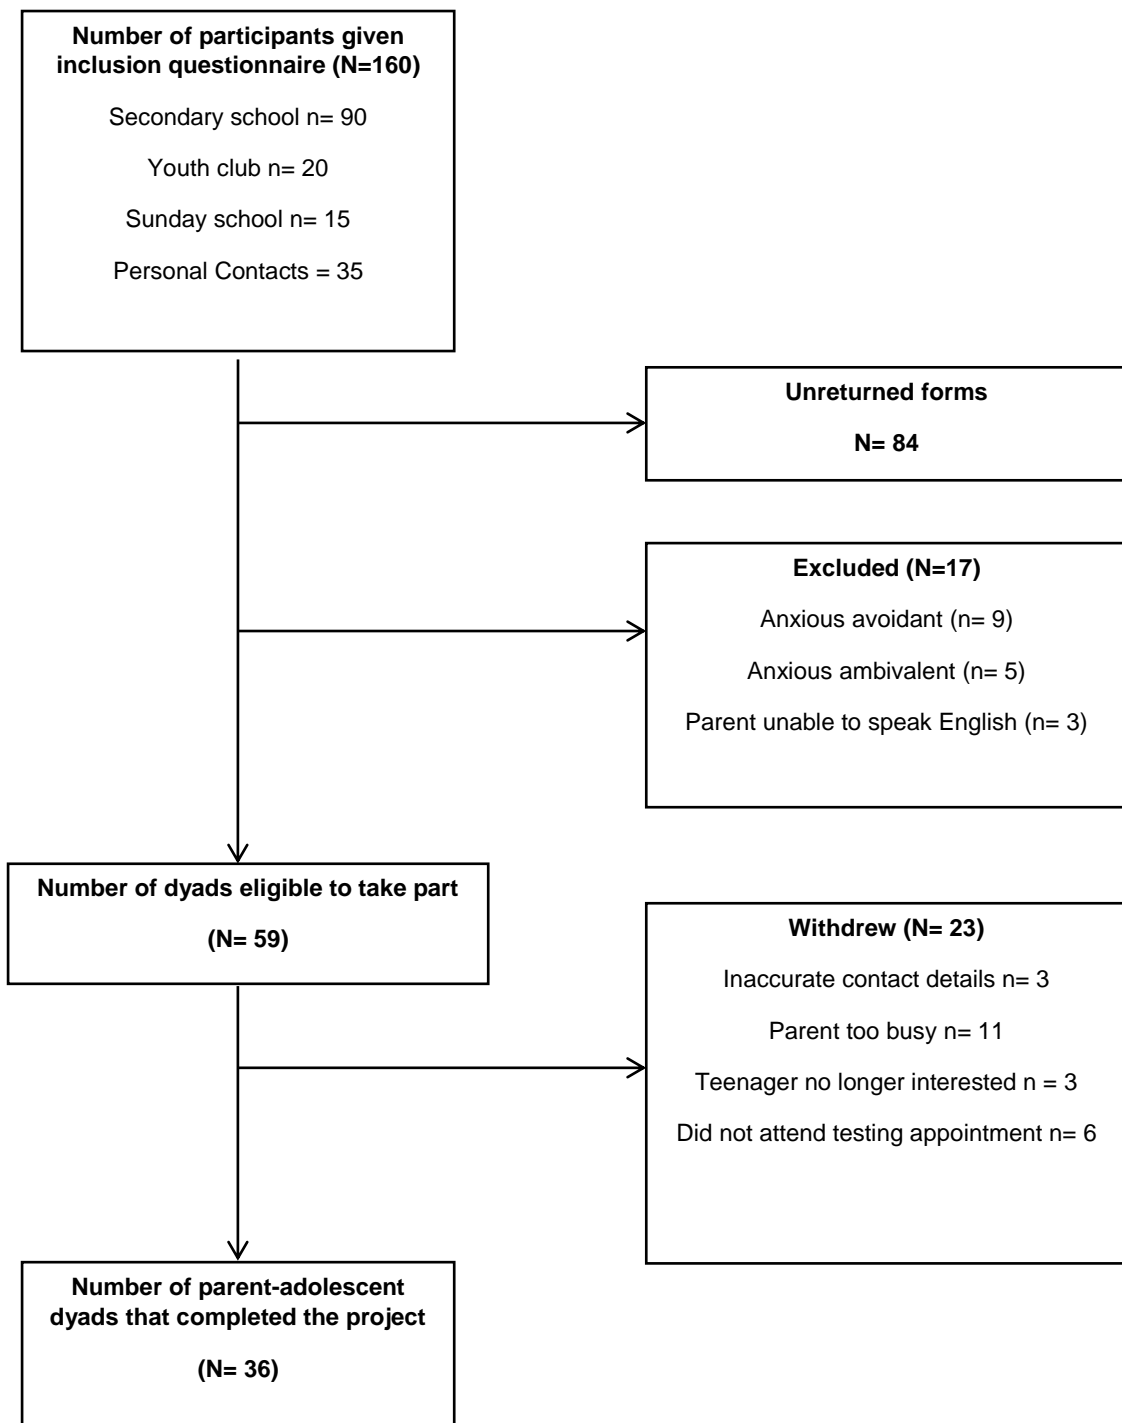 Number of participants given
inclusion questionnaire (N=160)
Secondary school n= 90
Youth club n= 20
Sunday school n= 15
Personal Contacts = 35
Unreturned forms
N= 84
Excluded (N=17)
Anxious avoidant (n= 9)
Anxious ambivalent (n= 5)
Parent unable to speak English (n= 3)
Number of dyads eligible to take part
(N= 59)
Withdrew (N= 23)
Inaccurate contact details n= 3
Parent too busy n= 11
Teenager no longer interested n = 3
Did not attend testing appointment n= 6
Number of parent-adolescent
dyads that completed the project
(N= 36)